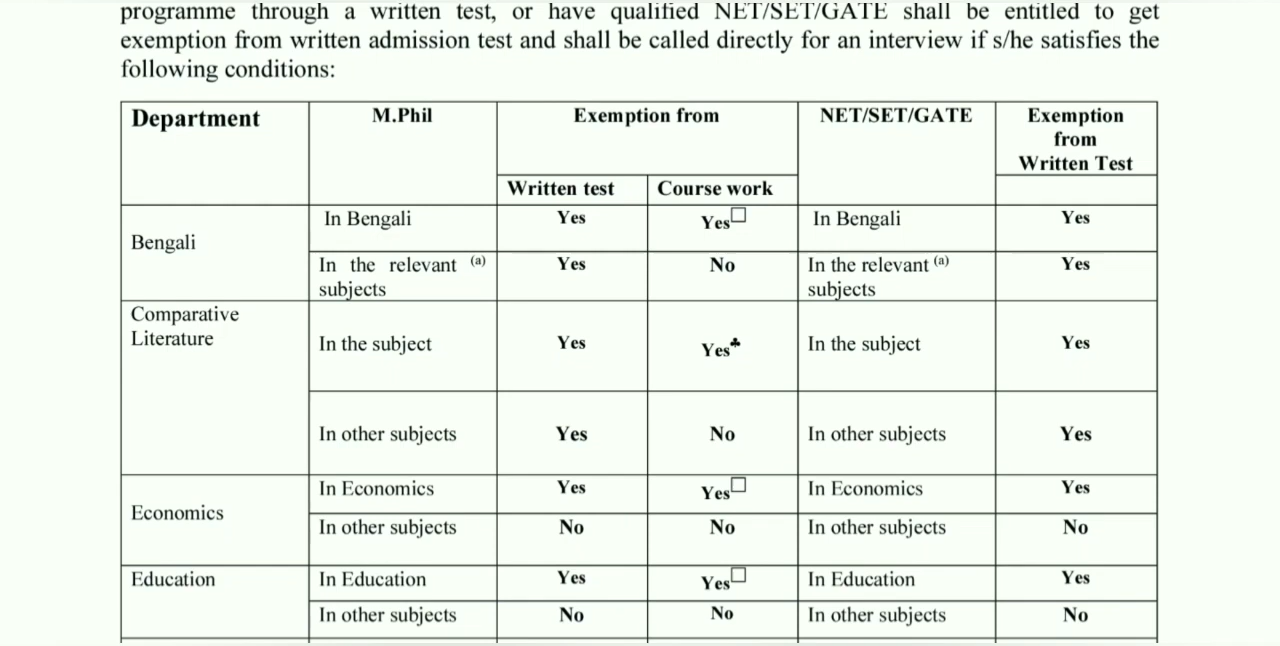 programme through a written test, or have qualified NET/SET/GATE shall be entitled to get
exemption from written admission test and shall be called directly for an interview if s/he satisfies the
following conditions:
Department M.Phil Exemption from NET/SET/GATE Exemption from Written Test
Written test Course work
Bengali
In Bengali Yes Yes□ In Bengali Yes
In the relevant (a) subjects Yes No In the relevant (a) subjects Yes
Comparative Literature
In the subject Yes Yes♣ In the subject Yes
In other subjects Yes No In other subjects Yes
Economics
In Economics Yes Yes□ In Economics Yes
In other subjects No No In other subjects No
Education In Education Yes Yes□ In Education Yes
In other subjects No No In other subjects No